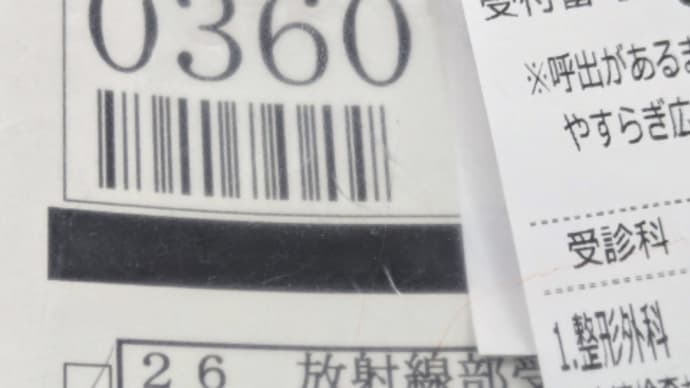 0360
※呼出がある
やすらぎ広
受診科
1.整形外科
26 放射線部受